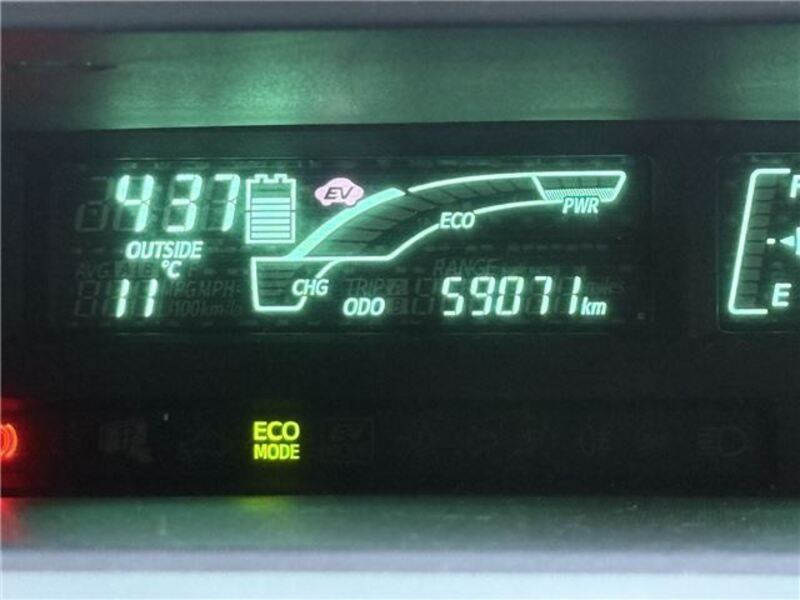 437
EV
PWR
ECO
OUTSIDE
°C
11
CHG
ODO
59071 km
E
ECO
MODE